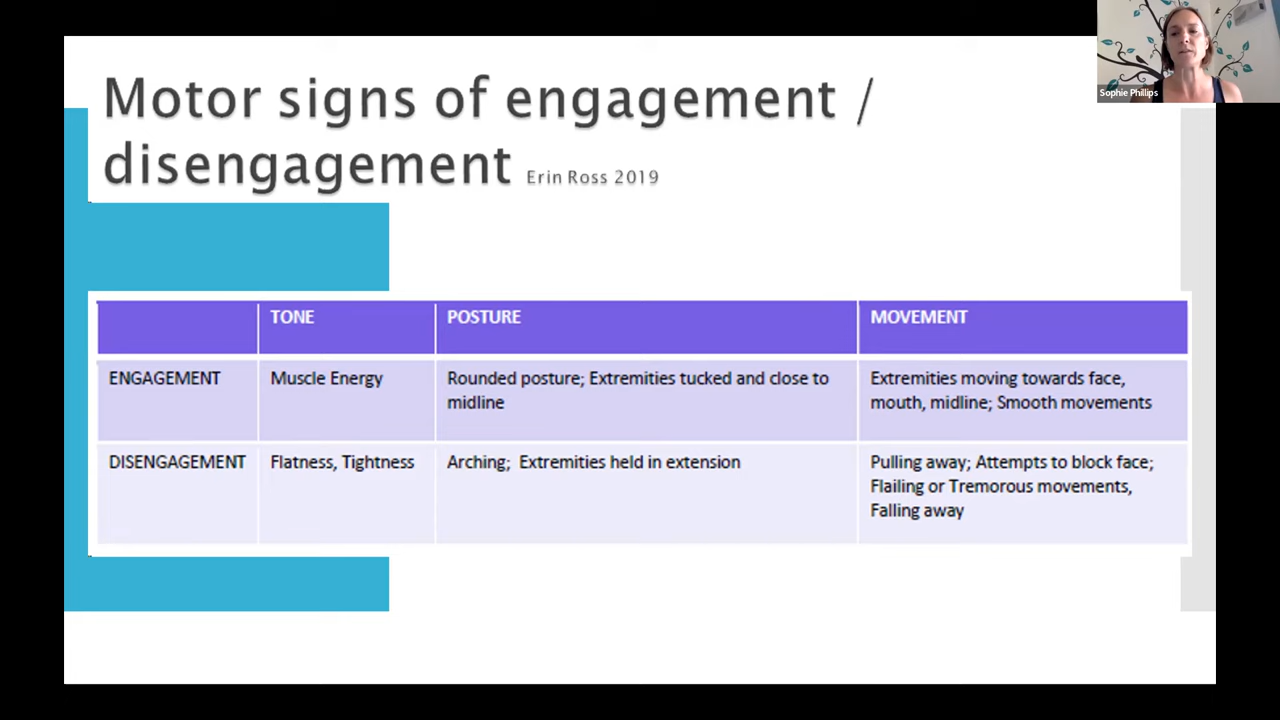 Motor signs of engagement /
disengagement Erin Ross 2019
Sophie Phillips
TONE POSTURE MOVEMENT
ENGAGEMENT Muscle Energy Rounded posture; Extremities tucked and close to Extremities moving towards face,
midline mouth, midline; Smooth movements
DISENGAGEMENT Flatness, Tightness Arching;  Extremities held in extension Pulling away; Attempts to block face;
Flailing or Tremorous movements,
Falling away